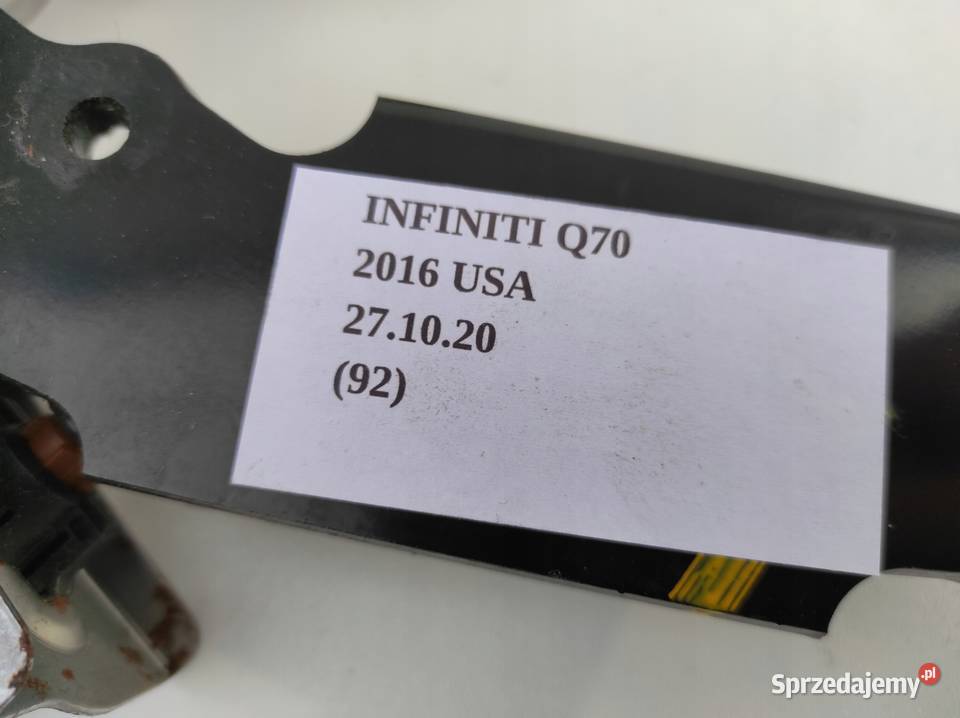 INFINITI Q70
2016 USA
27.10.20
(92)
Sprzedajemy.pl